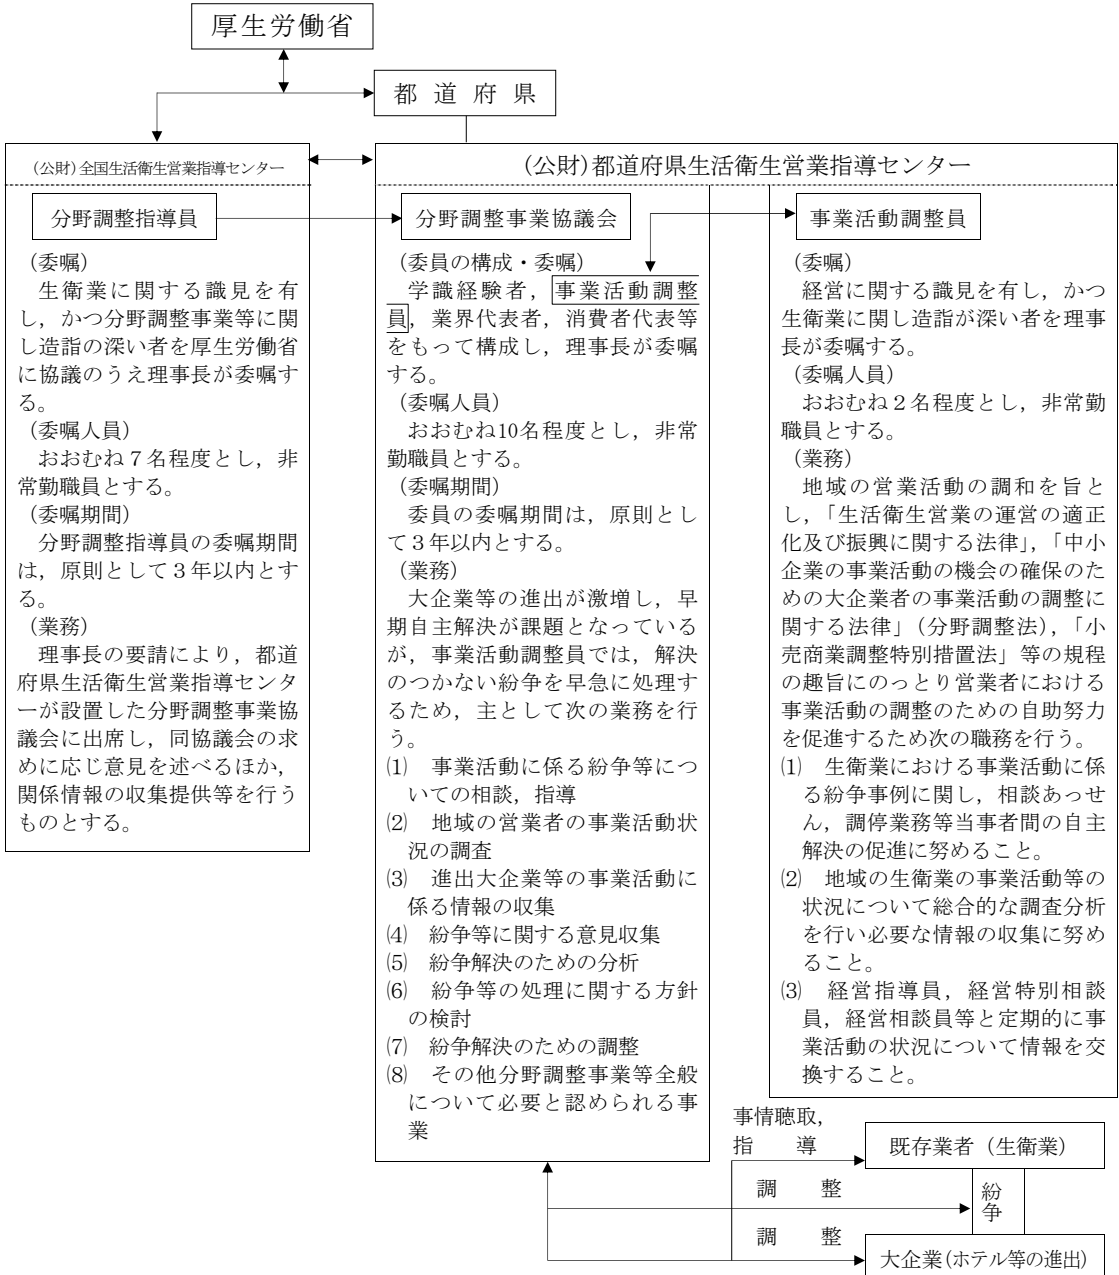 厚生労働省
都道府県
(公財)全国生活衛生営業指導センター
分野調整指導員
（委嘱）
生衛業に関する識見を有
し，かつ分野調整事業等に関
し造詣の深い者を厚生労働省
に協議のうえ理事長が委嘱す
る。
（委嘱人員）
おおむね７名程度とし，非
常勤職員とする。
（委嘱期間）
分野調整指導員の委嘱期間
は，原則として３年以内とす
る。
（業務）
理事長の要請により，都道
府県生活衛生営業指導センタ
ーが設置した分野調整事業協
議会に出席し，同協議会の求
めに応じ意見を述べるほか，
関係情報の収集提供等を行う
ものとする。
(公財)都道府県生活衛生営業指導センター
分野調整事業協議会
（委員の構成・委嘱）
学識経験者，事業活動調整
員，業界代表者，消費者代表等
をもって構成し，理事長が委嘱
する。
（委嘱人員）
おおむね10名程度とし，非常
勤職員とする。
（委嘱期間）
委員の委嘱期間は，原則とし
て３年以内とする。
（業務）
大企業等の進出が激増し，早
期自主解決が課題となっている
が，事業活動調整員では，解決
のつかない紛争を早急に処理す
るため，主として次の業務を行
う。
⑴　事業活動に係る紛争等につ
いての相談，指導
⑵　地域の営業者の事業活動状
況の調査
⑶　進出大企業等の事業活動に
係る情報の収集
⑷　紛争等に関する意見収集
⑸　紛争解決のための分析
⑹　紛争等の処理に関する方針
の検討
⑺　紛争解決のための調整
⑻　その他分野調整事業等全般
について必要と認められる事
業
事業活動調整員
（委嘱）
経営に関する識見を有し，かつ
生衛業に関し造詣が深い者を理事
長が委嘱する。
（委嘱人員）
おおむね２名程度とし，非常勤
職員とする。
（業務）
地域の営業活動の調和を旨と
し，「生活衛生営業の運営の適正
化及び振興に関する法律」，「中小
企業の事業活動の機会の確保のた
めの大企業者の事業活動の調整に
関する法律」（分野調整法），「小
売商業調整特別措置法」等の規程
の趣旨にのっとり営業者における
事業活動の調整のための自助努力
を促進するため次の職務を行う。
⑴　生衛業における事業活動に係
る紛争事例に関し，相談あっせ
ん，調停業務等当事者間の自主
解決の促進に努めること。
⑵　地域の生衛業の事業活動等の
状況について総合的な調査分析
を行い必要な情報の収集に努め
ること。
⑶　経営指導員，経営特別相談
員，経営相談員等と定期的に事
業活動の状況について情報を交
換すること。
事情聴取，
指　導
既存業者（生衛業）
調　整
紛争
調　整
大企業(ホテル等の進出)